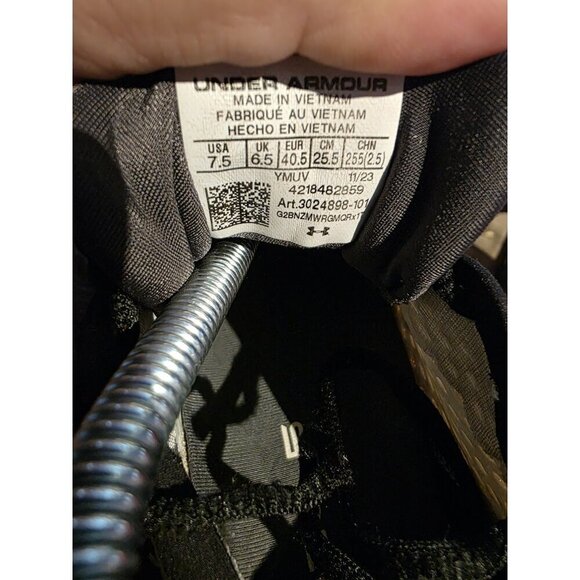 UNDER ARMOUR
MADE IN VIETNAM
FABRIQUÉ AU VIETNAM
HECHO EN VIETNAM
USA UK EUR CM CHN
7.5 6.5 40.5 25.5 255(2.5)
YMUV 11/23
4218482859
Art.3024898-101